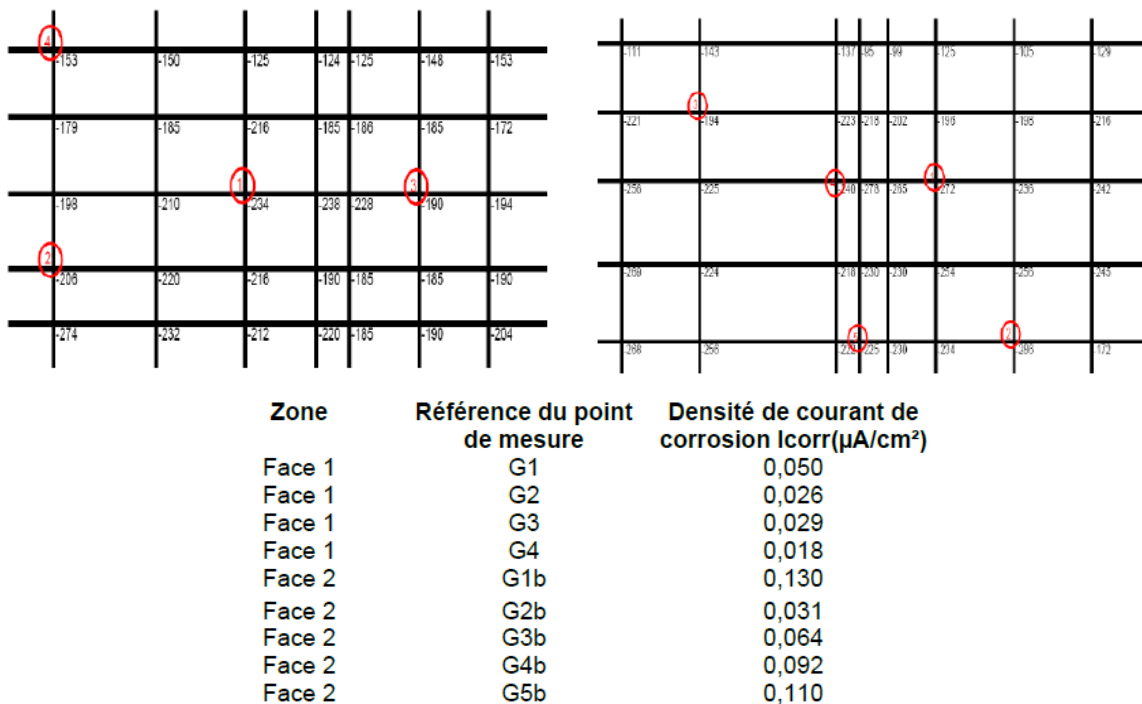 4
-153 -150 -125 -124 -125 -148 -153
-179 -185 -216 -185 -186 -185 -172
1 3
-198 -210 -234 -238 -228 -190 -194
2
-206 -220 -216 -190 -185 -185 -190
-274 -232 -212 -220 -185 -190 -204
-111 -143 -137 -95 -99 -125 -105 -129
3
-221 -194 -223 -218 -202 -196 -198 -216
4
-256 -225 -240 -276 -265 -272 -236 -242
-269 -224 -218 -230 -230 -254 -256 -245
2
-268 -256 -222 -225 -230 -234 -296 -172
Zone Référence du point de mesure Densité de courant de corrosion Icorr(µA/cm²)
Face 1 G1 0,050
Face 1 G2 0,026
Face 1 G3 0,029
Face 1 G4 0,018
Face 2 G1b 0,130
Face 2 G2b 0,031
Face 2 G3b 0,064
Face 2 G4b 0,092
Face 2 G5b 0,110